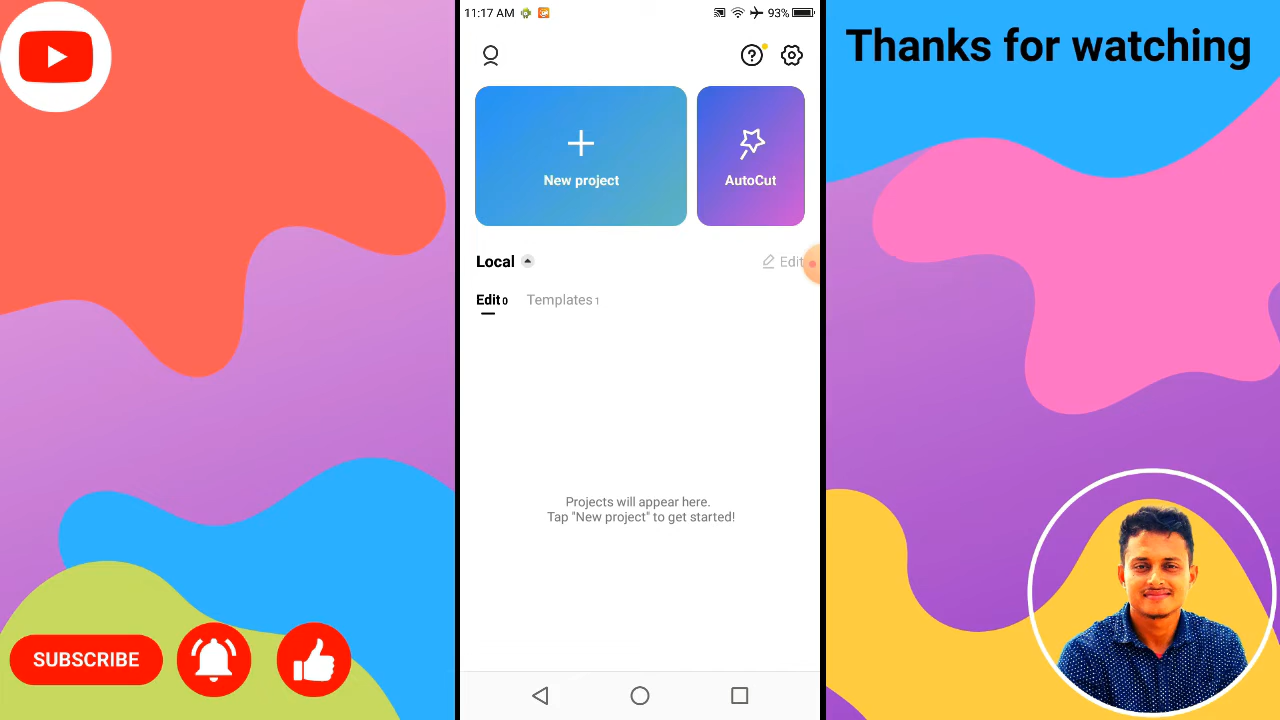 11:17 AM
93%
Thanks for watching
New project
AutoCut
Local
Edit
Edit 0
Templates 1
Projects will appear here.
Tap "New project" to get started!
SUBSCRIBE